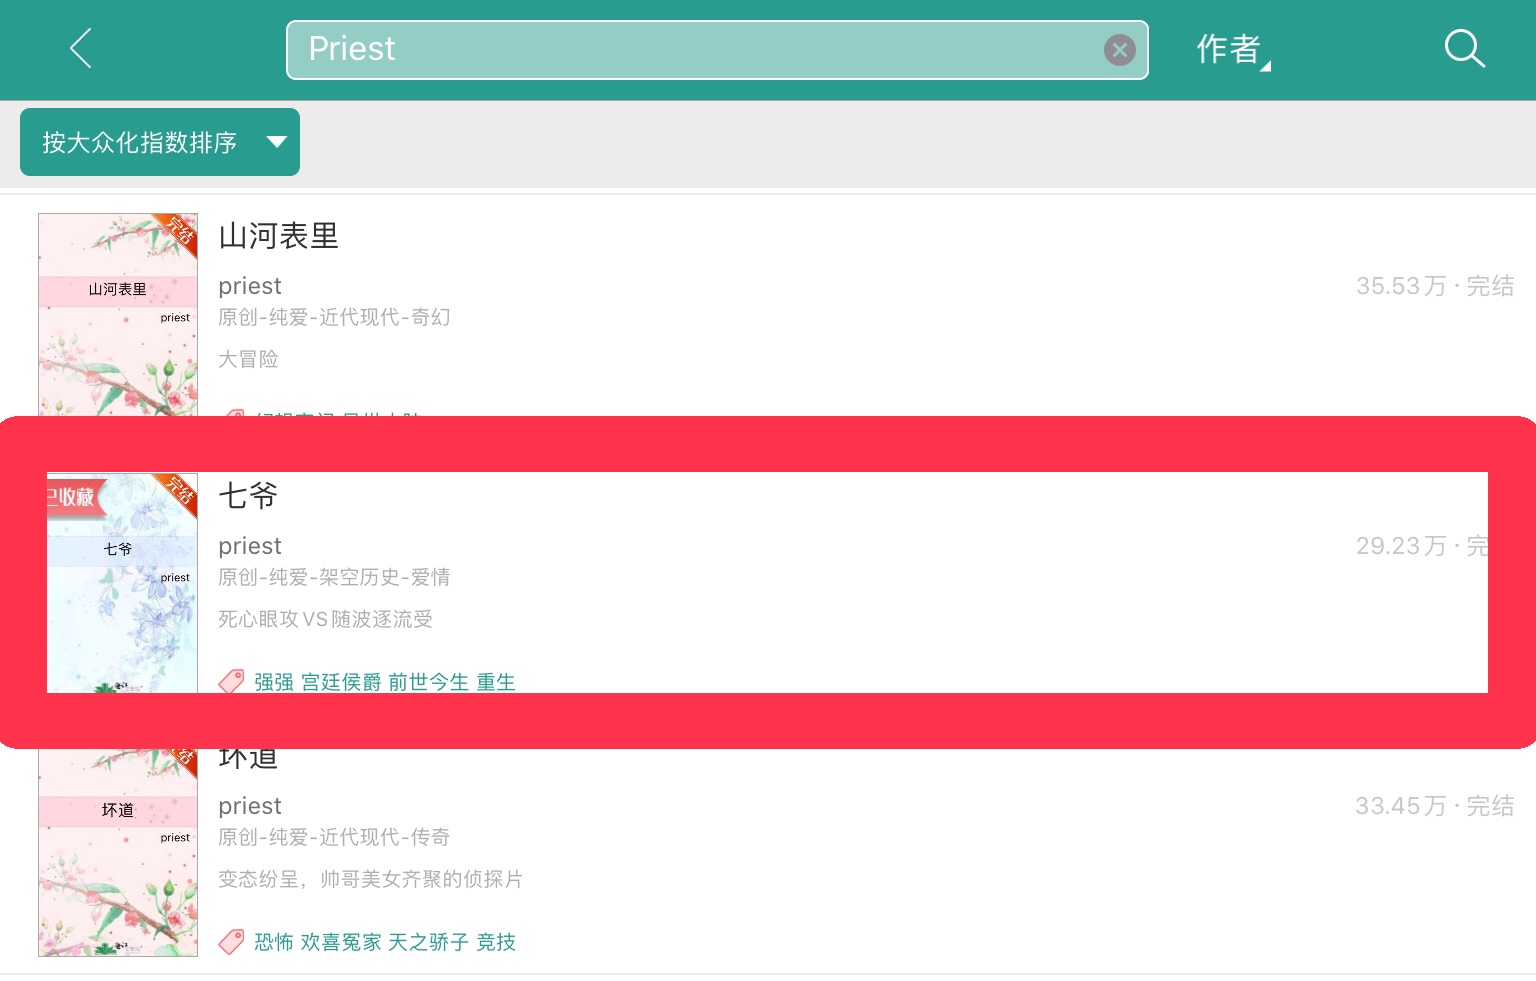 Priest
作者
按大众化指数排序
完结
山河表里
priest
山河表里
priest
35.53万·完结
原创-纯爱-近代现代-奇幻
大冒险
收藏
完结
七爷
priest
七爷
priest
29.23万·完
原创-纯爱-架空历史-爱情
死心眼攻VS随波逐流受
强强 宫廷侯爵 前世今生 重生
结
坏道
priest
坏道
priest
33.45万·完结
原创-纯爱-近代现代-传奇
变态纷呈，帅哥美女齐聚的侦探片
恐怖 欢喜冤家 天之骄子 竞技